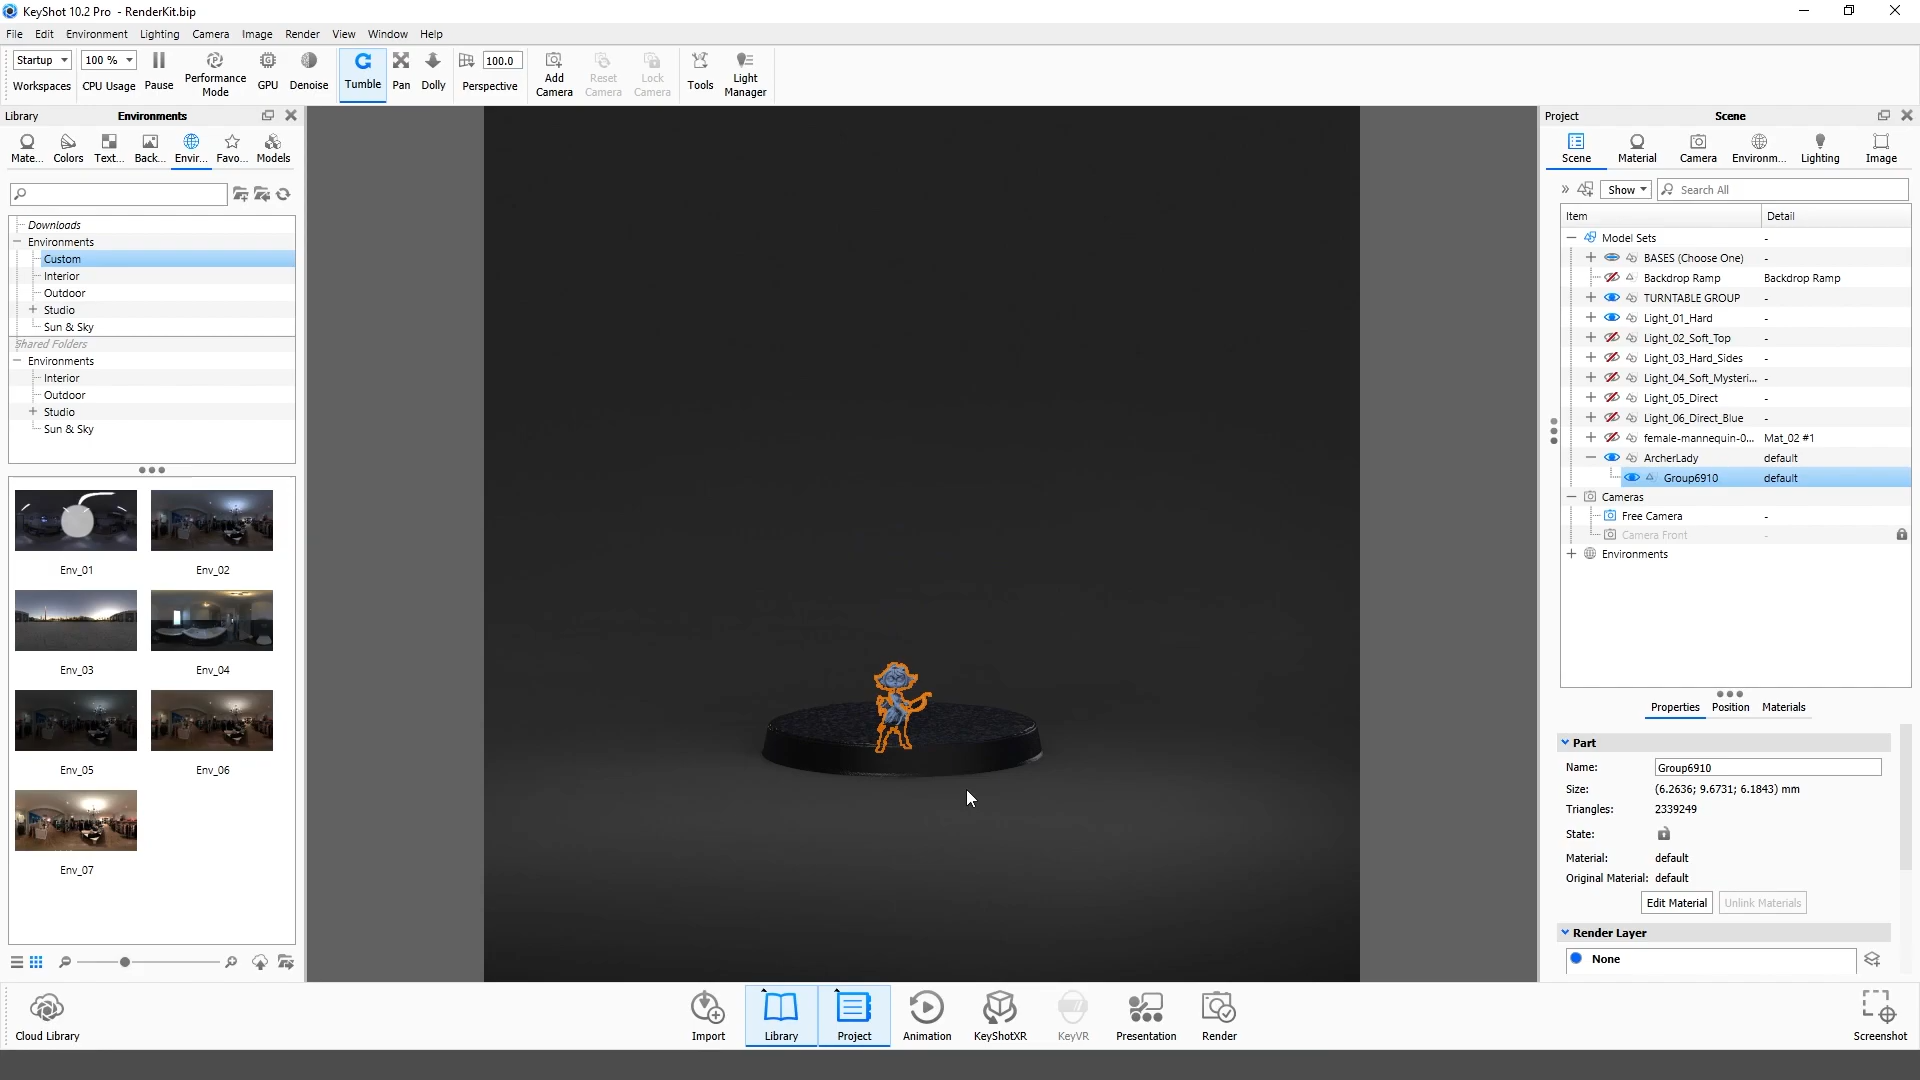 KeyShot 10.2 Pro - RenderKit.bip
File Edit Environment Lighting Camera Image Render View Window Help
Startup 100 % 100.0
Workspaces CPU Usage Pause Performance Mode GPU Denoise Tumble Pan Dolly Perspective Add Camera Reset Camera Lock Camera Tools Light Manager
Library Environments
Mate... Colors Text... Back... Envir... Favo... Models
Downloads
Environments
Custom
Interior
Outdoor
Studio
Sun & Sky
Shared Folders
Environments
Interior
Outdoor
Studio
Sun & Sky
Env_01 Env_02
Env_03 Env_04
Env_05 Env_06
Env_07
Project Scene
Scene Material Camera Environm... Lighting Image
Show Search All
Item Detail
Model Sets -
BASES (Choose One) -
Backdrop Ramp Backdrop Ramp
TURNTABLE GROUP -
Light_01_Hard -
Light_02_Soft_Top -
Light_03_Hard_Sides -
Light_04_Soft_Mysteri... -
Light_05_Direct -
Light_06_Direct_Blue -
female-mannequin-0... Mat_02 #1
ArcherLady default
Group6910 default
Cameras
Free Camera -
Camera Front -
Environments
Properties Position Materials
Part
Name: Group6910
Size: (6.2636; 9.6731; 6.1843) mm
Triangles: 2339249
State:
Material: default
Original Material: default
Edit Material Unlink Materials
Render Layer
None
Cloud Library Import Library Project Animation KeyShotXR KeyVR Presentation Render Screenshot